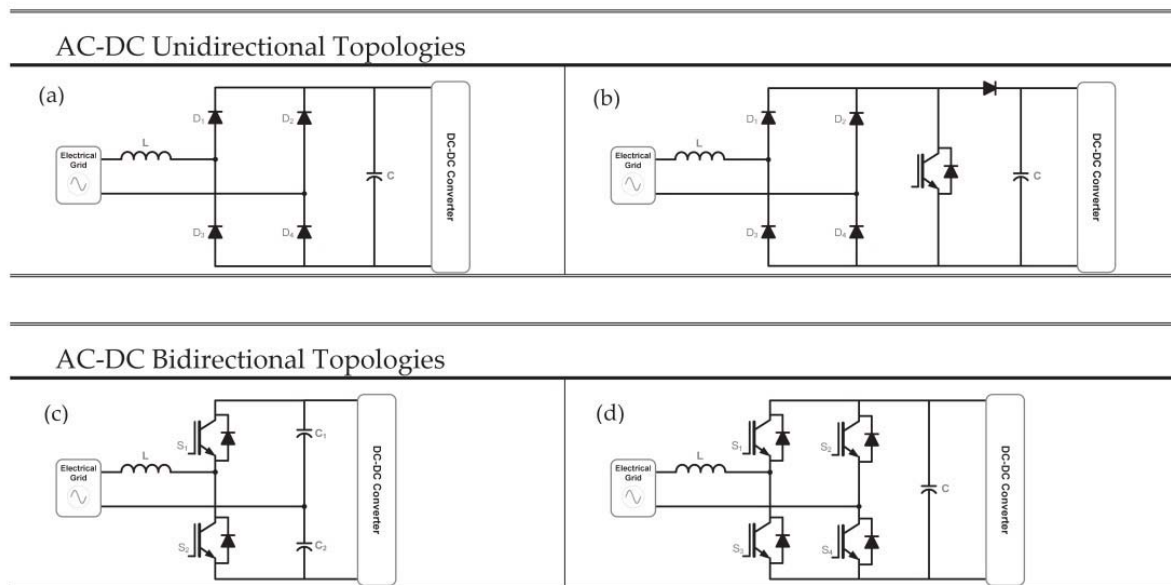 AC-DC Unidirectional Topologies
(a)
D₁
D₂
L
Electrical
Grid
C
D₃
D₄
DC-DC Converter
(b)
D₁
D₂
L
Electrical
Grid
C
D₃
D₄
DC-DC Converter
AC-DC Bidirectional Topologies
(c)
S₁
C₁
L
Electrical
Grid
S₂
C₂
DC-DC Converter
(d)
S₁
S₂
L
Electrical
Grid
C
S₃
S₄
DC-DC Converter